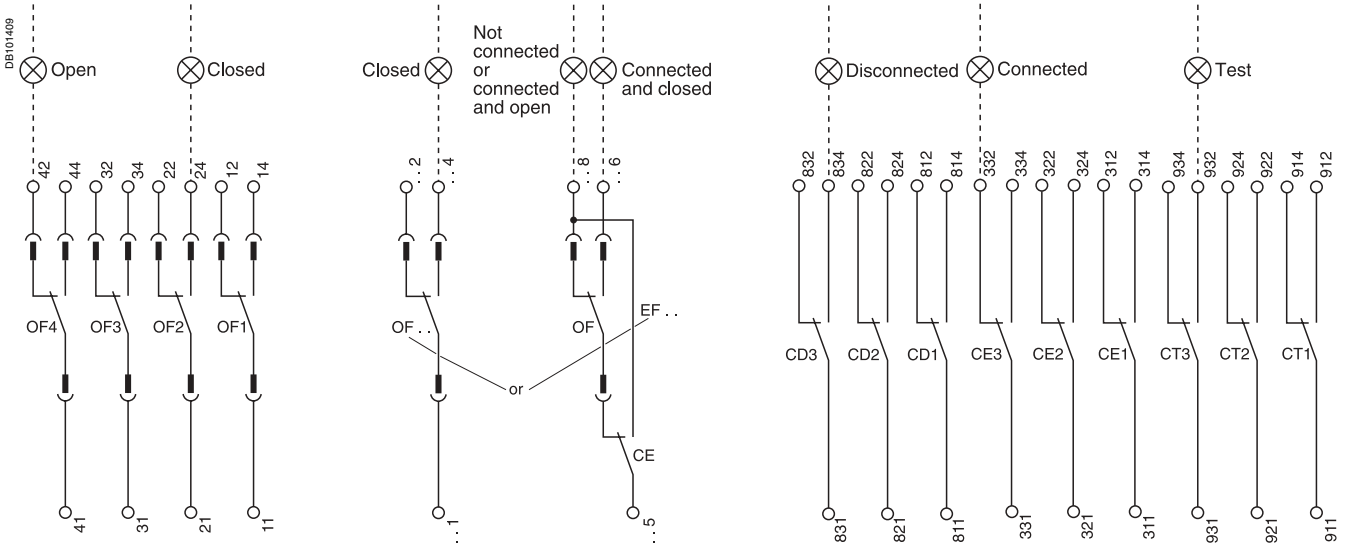 DB101409
Open
Closed
Closed
Not
connected
or
connected
and open
Connected
and closed
Disconnected
Connected
Test
42 44 32 34 22 24 12 14
. . 2 . . 4 . . 8 . . 6
832 834 822 824 812 814 332 334 322 324 312 314 934 932 924 922 914 912
OF4 OF3 OF2 OF1
OF . . OF EF . .
CD3 CD2 CD1 CE3 CE2 CE1 CT3 CT2 CT1
or
CE
41 31 21 11
. . 1 . . 5
831 821 811 331 321 311 931 921 911